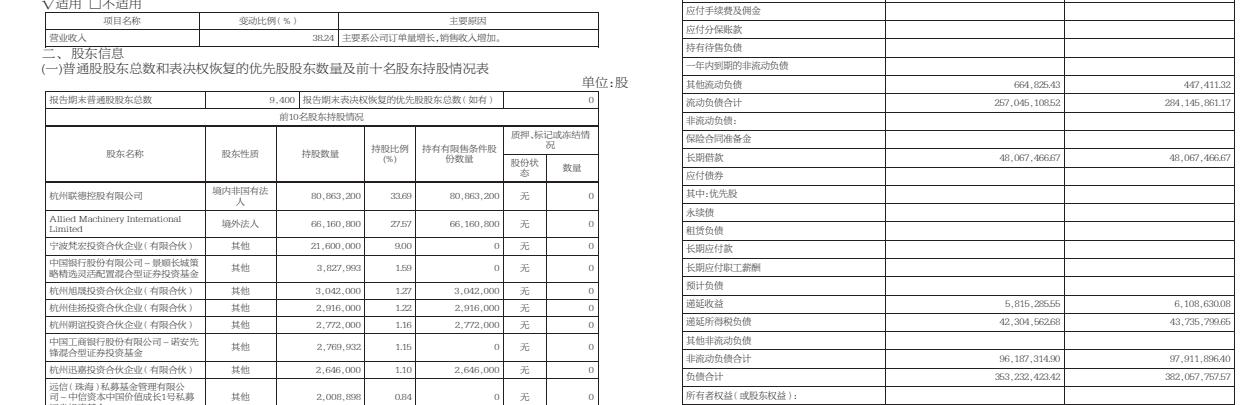 √适用 □不适用
项目名称 变动比例(%) 主要原因
营业收入 38.24 主要系公司订单量增长,销售收入增加。
二、股东信息
(一)普通股股东总数和表决权恢复的优先股股东数量及前十名股东持股情况表
单位:股
报告期末普通股股东总数 9,400 报告期末表决权恢复的优先股股东总数(如有) 0
前10名股东持股情况
股东名称 股东性质 持股数量 持股比例(%) 持有有限售条件股份数量 质押、标记或冻结情况
股份状态 数量
杭州联德控股有限公司 境内非国有法人 80,863,200 33.69 80,863,200 无 0
Allied Machinery International Limited 境外法人 66,160,800 27.57 66,160,800 无 0
宁波梵宏投资合伙企业(有限合伙) 其他 21,600,000 9.00 0 无 0
中国银行股份有限公司-景顺长城策略精选灵活配置混合型证券投资基金 其他 3,827,993 1.59 0 无 0
杭州旭晟投资合伙企业(有限合伙) 其他 3,042,000 1.27 3,042,000 无 0
杭州佳扬投资合伙企业(有限合伙) 其他 2,916,000 1.22 2,916,000 无 0
杭州朔谊投资合伙企业(有限合伙) 其他 2,772,000 1.16 2,772,000 无 0
中国工商银行股份有限公司-诺安先锋混合型证券投资基金 其他 2,769,932 1.15 0 无 0
杭州迅嘉投资合伙企业(有限合伙) 其他 2,646,000 1.10 2,646,000 无 0
远信(珠海)私募基金管理有限公司-中信资本中国价值成长1号私募 其他 2,008,898 0.84 0 无 0
应付手续费及佣金
应付分保账款
持有待售负债
一年内到期的非流动负债
其他流动负债 664,825.43 447,411.32
流动负债合计 257,045,108.52 284,145,861.17
非流动负债:
保险合同准备金
长期借款 48,067,466.67 48,067,466.67
应付债券
其中:优先股
永续债
租赁负债
长期应付款
长期应付职工薪酬
预计负债
递延收益 5,815,285.55 6,108,630.08
递延所得税负债 42,304,562.68 43,735,799.65
其他非流动负债
非流动负债合计 96,187,314.90 97,911,896.40
负债合计 353,232,423.42 382,057,757.57
所有者权益(或股东权益):